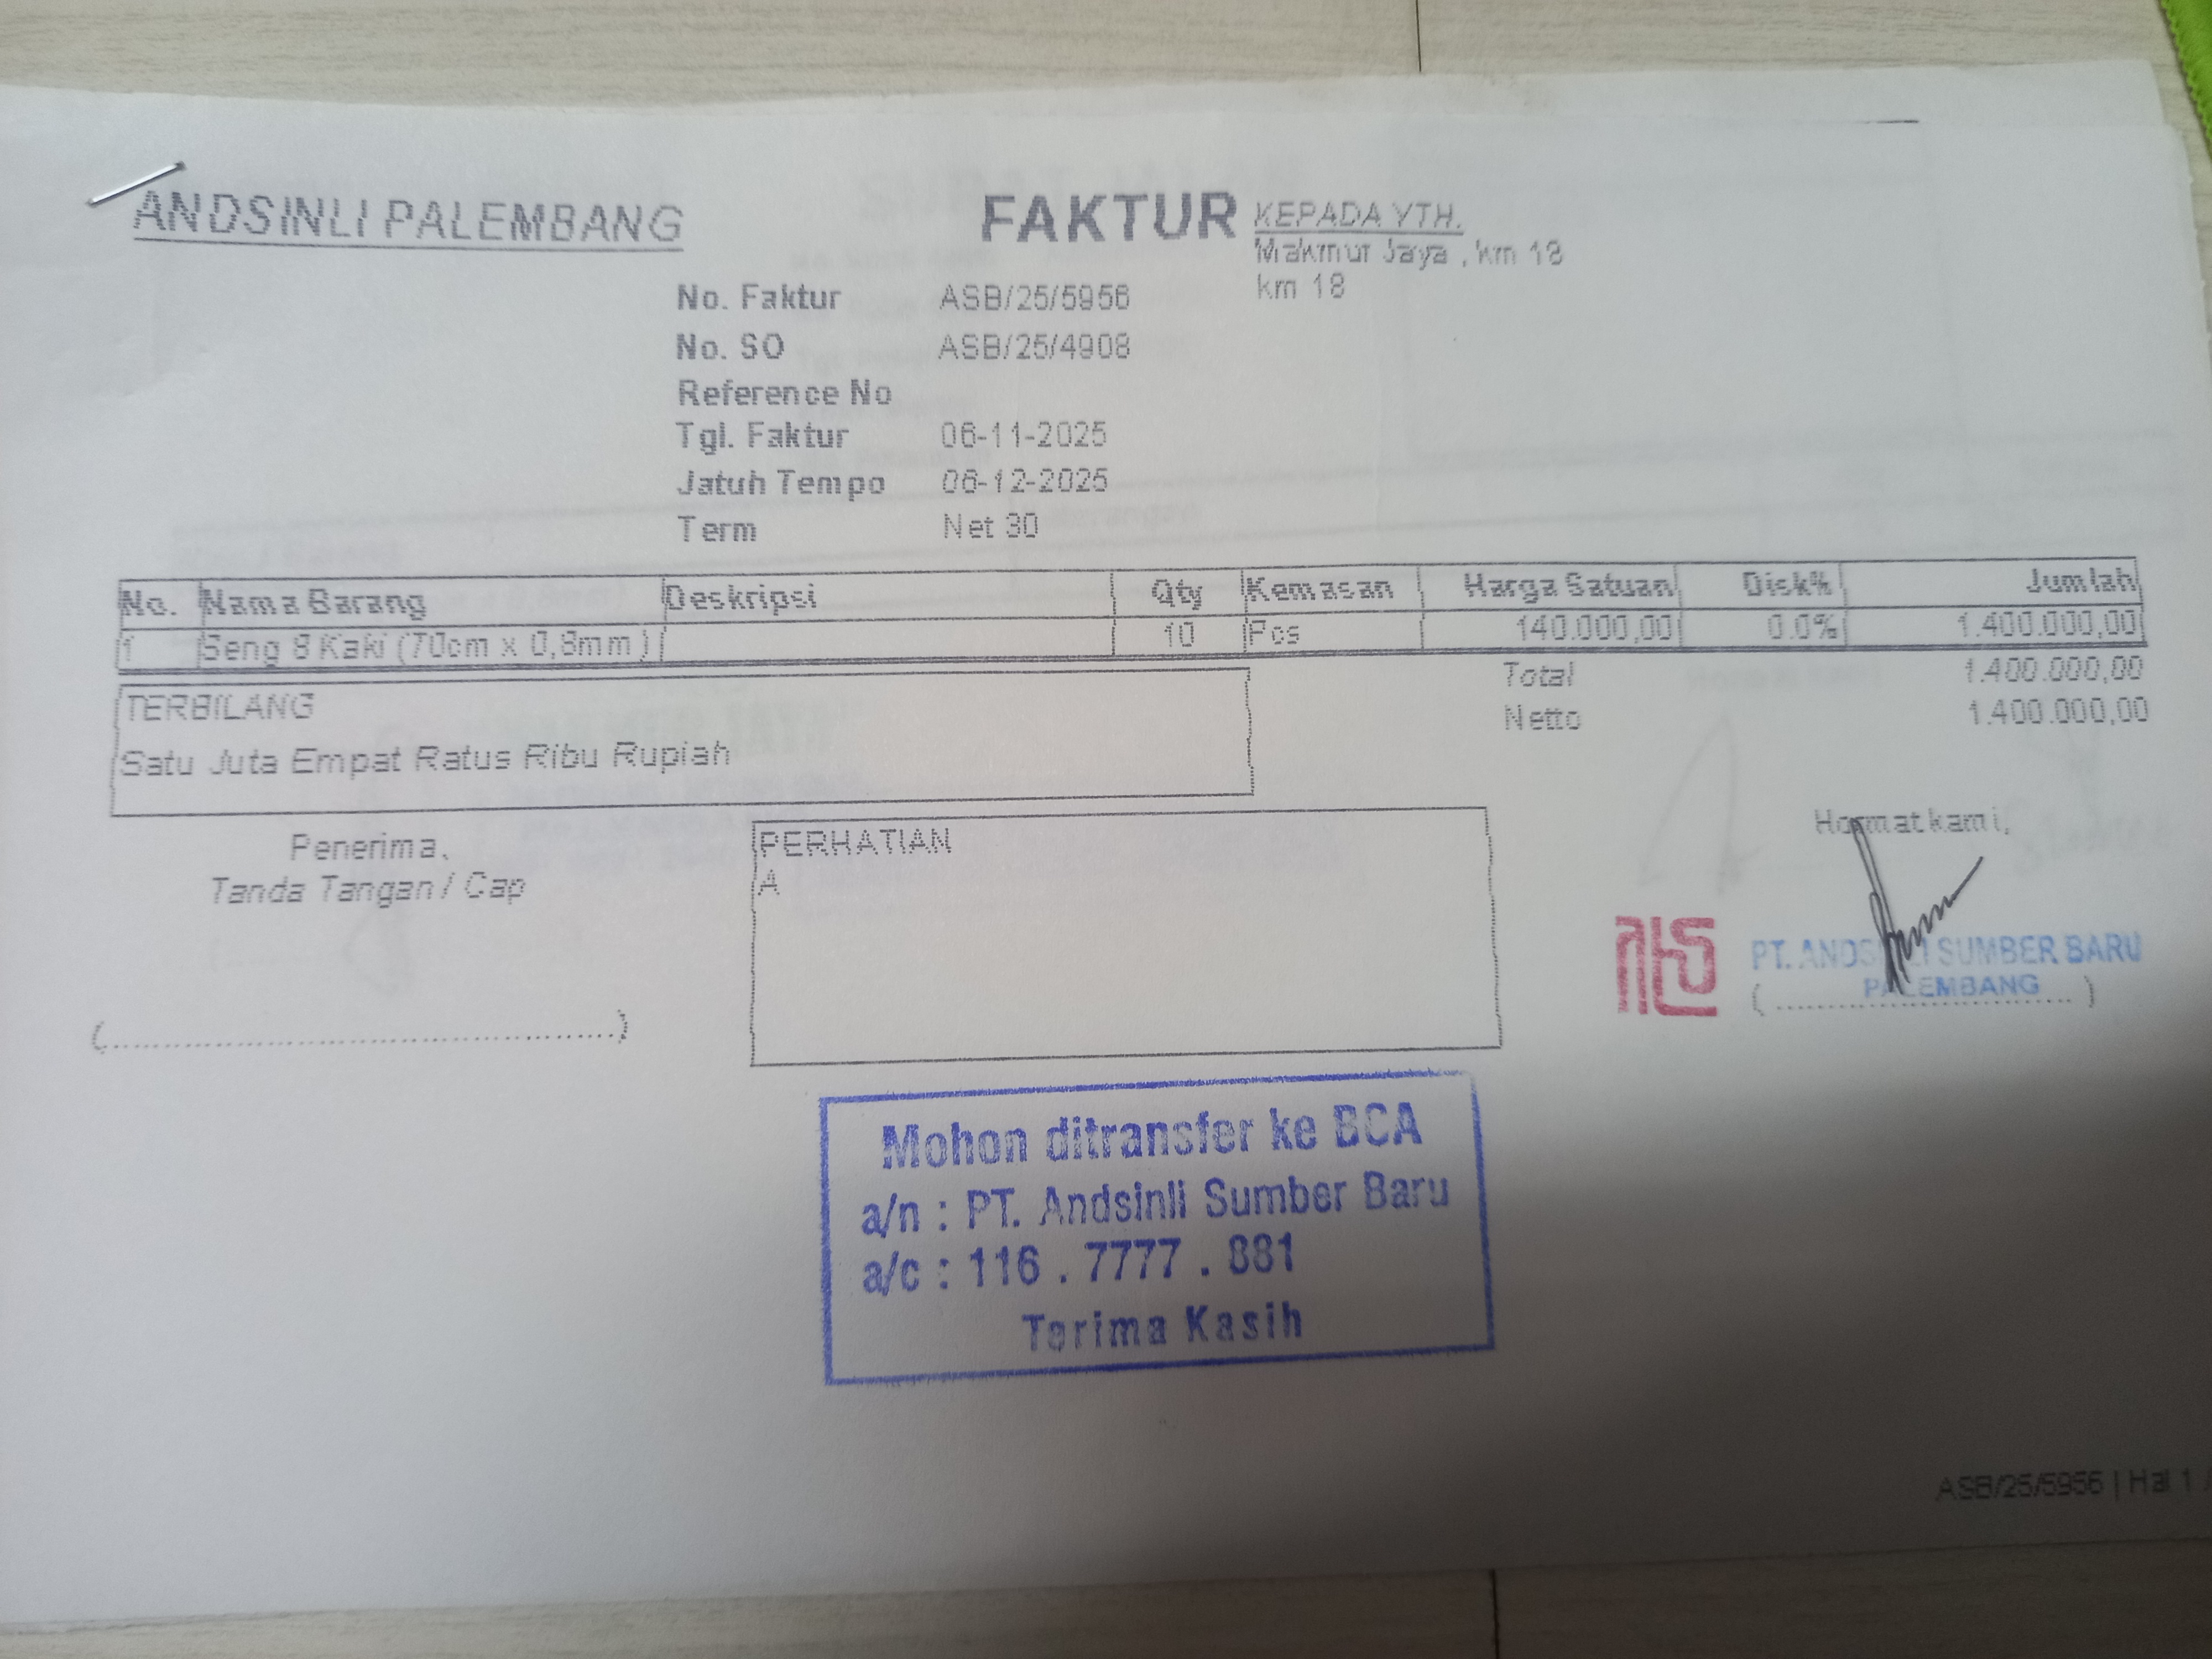 ANDSINLI PALEMBANG
FAKTUR
KEPADA YTH.
Makmur Jaya , km 18
km 18
No. Faktur ASB/25/5956
No. SO ASB/25/4908
Reference No
Tgl. Faktur 06-11-2025
Jatuh Tempo 06-12-2025
Term Net 30
No. Nama Barang Deskripsi Qty Kemasan Harga Satuan Disk% Jumlah
1 Seng 8 Kaki (70cm x 0,8mm) 10 Pcs 140.000,00 0.0% 1.400.000,00
Total 1.400.000,00
Netto 1.400.000,00
TERBILANG
Satu Juta Empat Ratus Ribu Rupiah
Penerima,
Tanda Tangan / Cap
(..................................................)
PERHATIAN
A
Hormat kami,
PT. ANDSINLI SUMBER BARU
PALEMBANG
(..............................)
Mohon ditransfer ke BCA
a/n : PT. Andsinli Sumber Baru
a/c : 116 . 7777 . 881
Terima Kasih
ASB/25/5956 | Hal 1 /